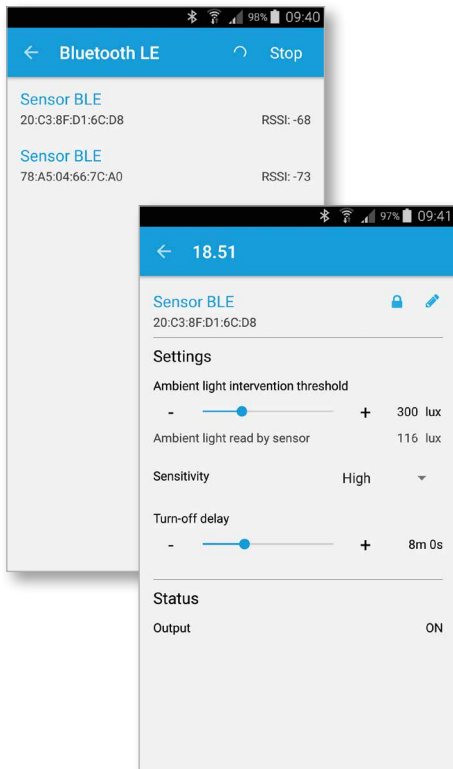 98% 09:40
Bluetooth LE Stop
Sensor BLE
20:C3:8F:D1:6C:D8 RSSI: -68
Sensor BLE
78:A5:04:66:7C:A0 RSSI: -73
97% 09:41
18.51
Sensor BLE
20:C3:8F:D1:6C:D8
Settings
Ambient light intervention threshold
- + 300 lux
Ambient light read by sensor 116 lux
Sensitivity High
Turn-off delay
- + 8m 0s
Status
Output ON